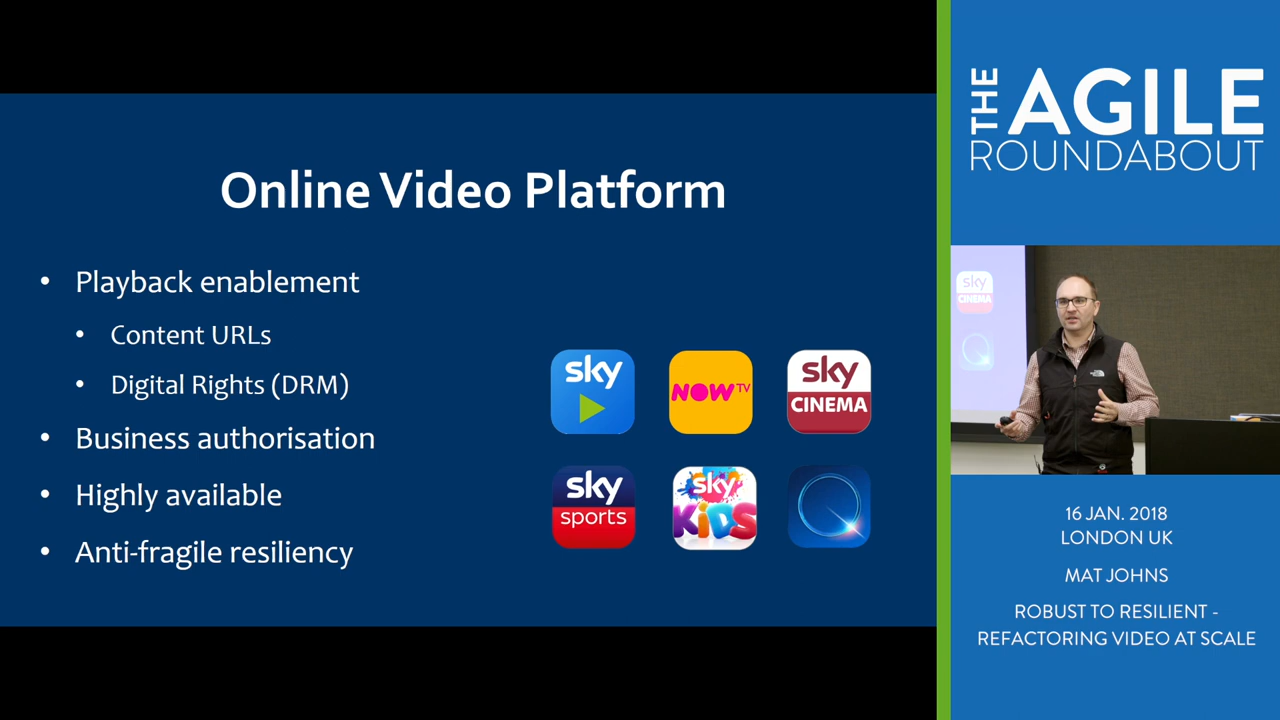 Online Video Platform
• Playback enablement
• Content URLs
• Digital Rights (DRM)
• Business authorisation
• Highly available
• Anti-fragile resiliency
sky
NOW TV
sky
CINEMA
sky
sports
sky
KIDS
THE AGILE
ROUNDABOUT
sky
CINEMA
16 JAN. 2018
LONDON UK
MAT JOHNS
ROBUST TO RESILIENT -
REFACTORING VIDEO AT SCALE